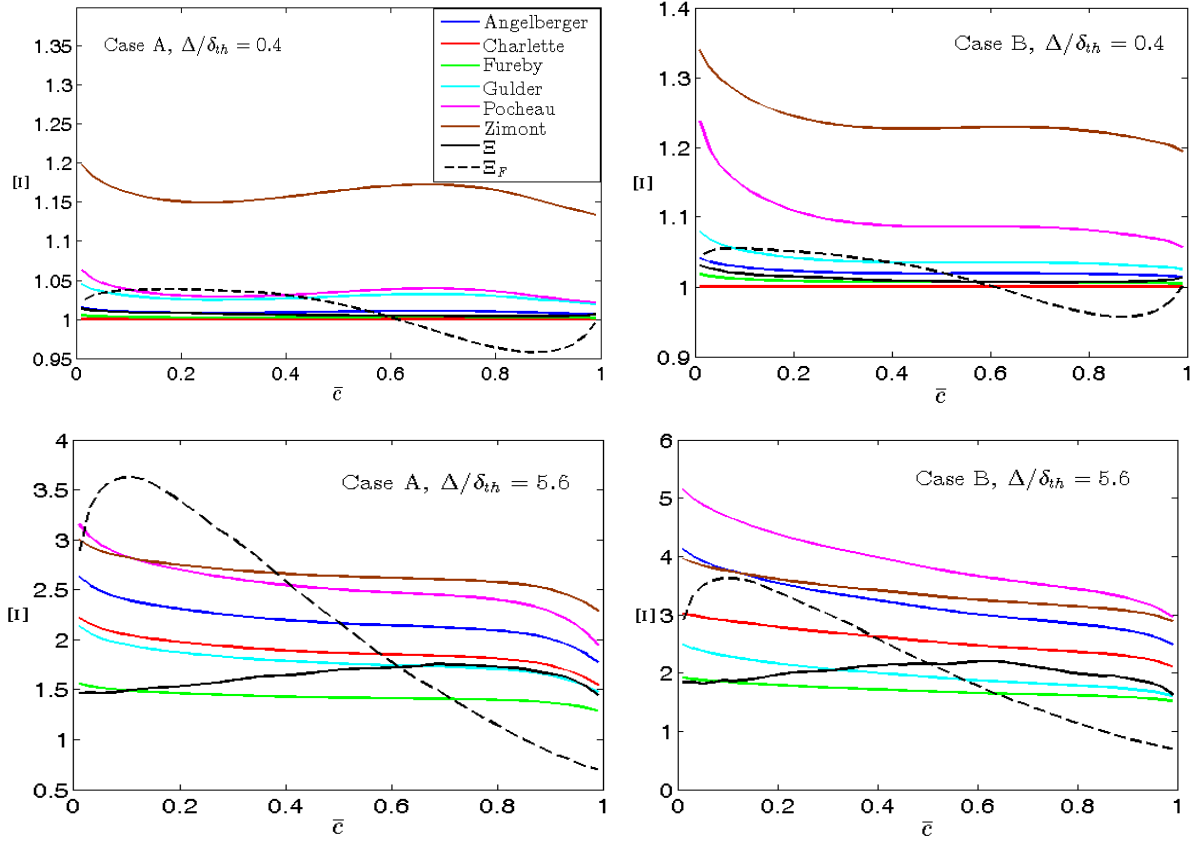 Case A, Δ/δ_th = 0.4
Angelberger
Charlette
Fureby
Gulder
Pocheau
Zimont
Ξ
Ξ_F
1.35
1.3
1.25
1.2
1.15
1.1
1.05
1
0.95
Ξ
0
0.2
0.4
0.6
0.8
1
c̄
Case B, Δ/δ_th = 0.4
1.4
1.3
1.2
1.1
1
0.9
Ξ
0
0.2
0.4
0.6
0.8
1
c̄
Case A, Δ/δ_th = 5.6
4
3.5
3
2.5
2
1.5
1
0.5
Ξ
0
0.2
0.4
0.6
0.8
1
c̄
Case B, Δ/δ_th = 5.6
6
5
4
3
2
1
0
Ξ
0
0.2
0.4
0.6
0.8
1
c̄